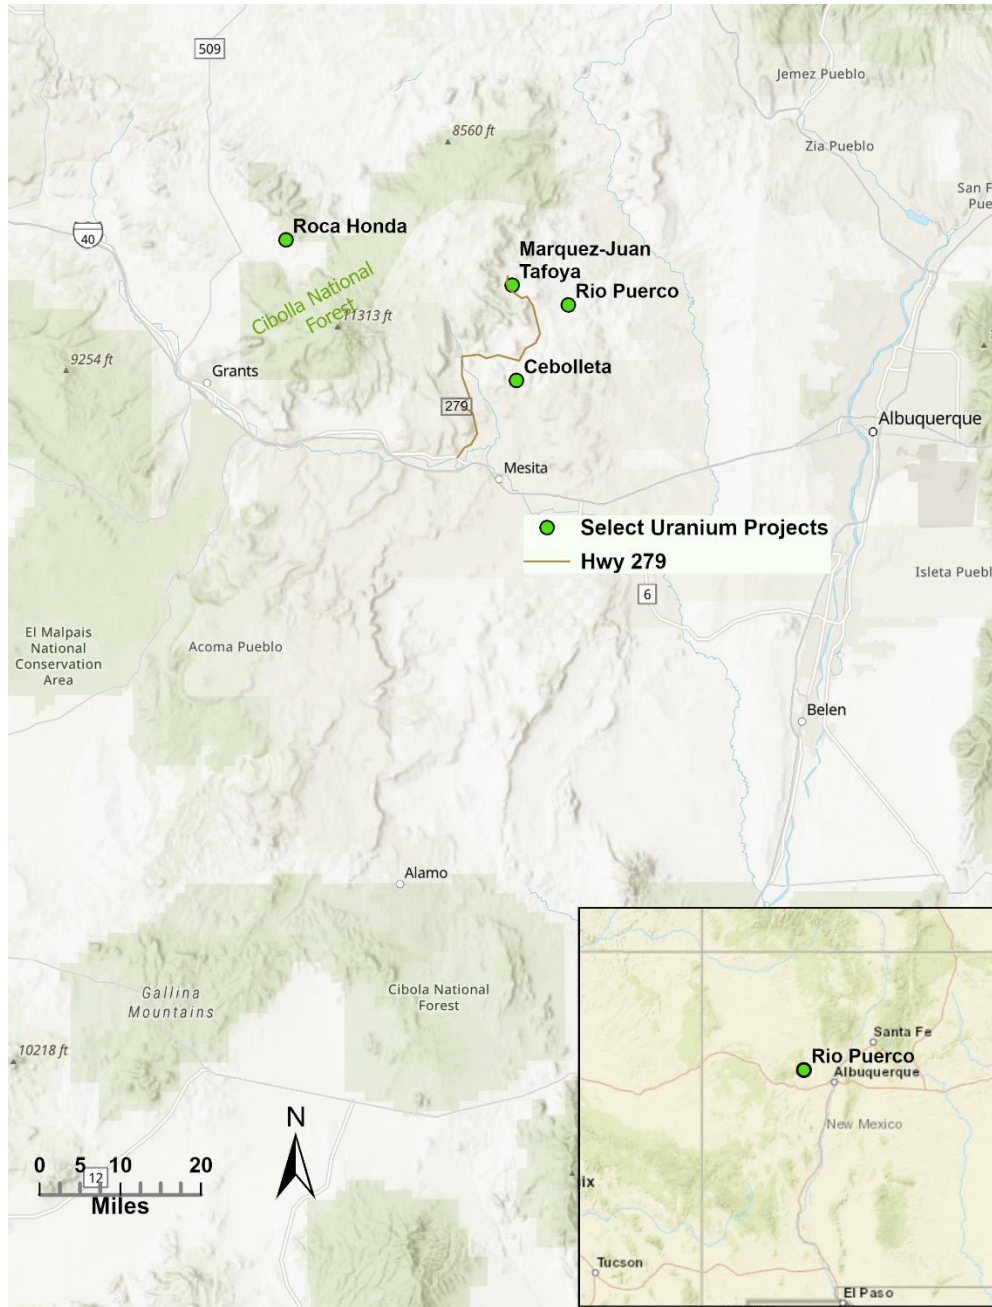 509
Jemez Pueblo
8560 ft
Zia Pueblo
San F
Pue
40
Roca Honda
Marquez-Juan
Tafoya
Rio Puerco
Cibolla National
Forest
11313 ft
9254 ft
Grants
Cebolleta
279
Albuquerque
Mesita
Select Uranium Projects
Hwy 279
6
Isleta Puebl
El Malpais
National
Conservation
Area
Acoma Pueblo
Belen
Alamo
Gallina
Mountains
Cibola National
Forest
10218 ft
Santa Fe
Rio Puerco
Albuquerque
New Mexico
N
0 5 10 20
12
Miles
ix
Tucson
El Paso